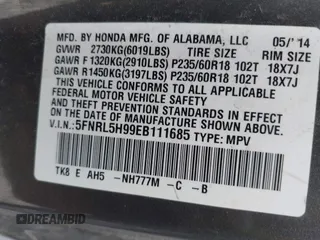 MFD. BY HONDA MFG. OF ALABAMA, LLC 05/'14
GVWR 2730KG(6019LBS) TIRE SIZE RIM SIZE
GAWR F 1320KG(2910LBS) P235/60R18 102T 18X7J
GAWR R1450KG(3197LBS) P235/60R18 102T 18X7J
THIS VEHICLE CONFORMS TO ALL APPLICABLE
FEDERAL MOTOR VEHICLE SAFETY AND THEFT
PREVENTION STANDARDS IN EFFECT ON THE DATE
OF MANUFACTURE SHOWN ABOVE.
V.I.N.: 5FNRL5H99EB111685 TYPE: MPV
TK8 E AH5 -NH777M -C -B
DREAMBID